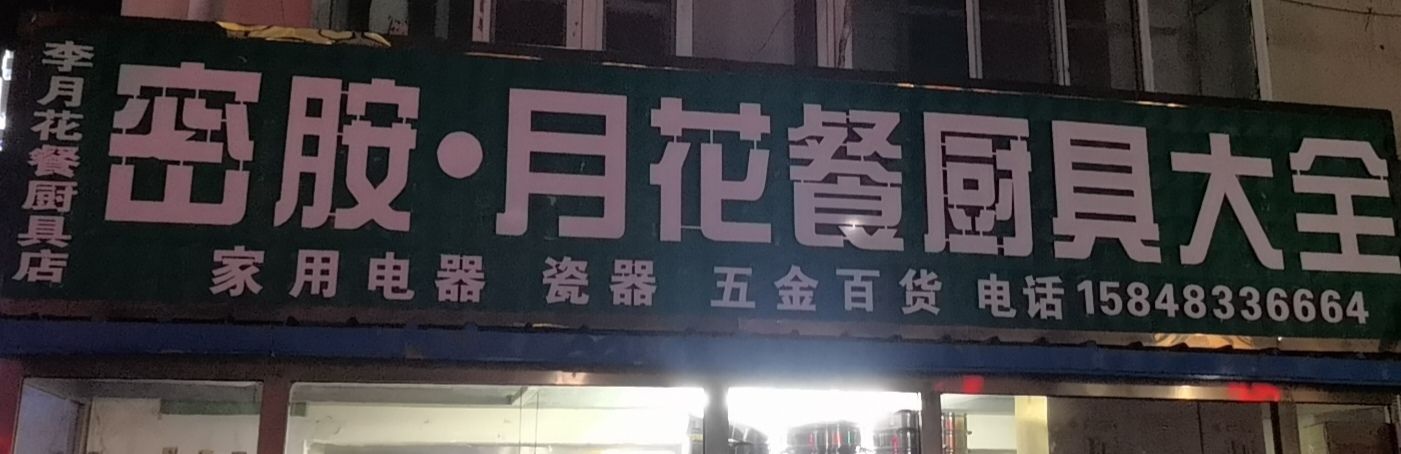 李月花餐厨具店
密胺·月花餐厨具大全
家用电器 瓷器 五金百货 电话15848336664